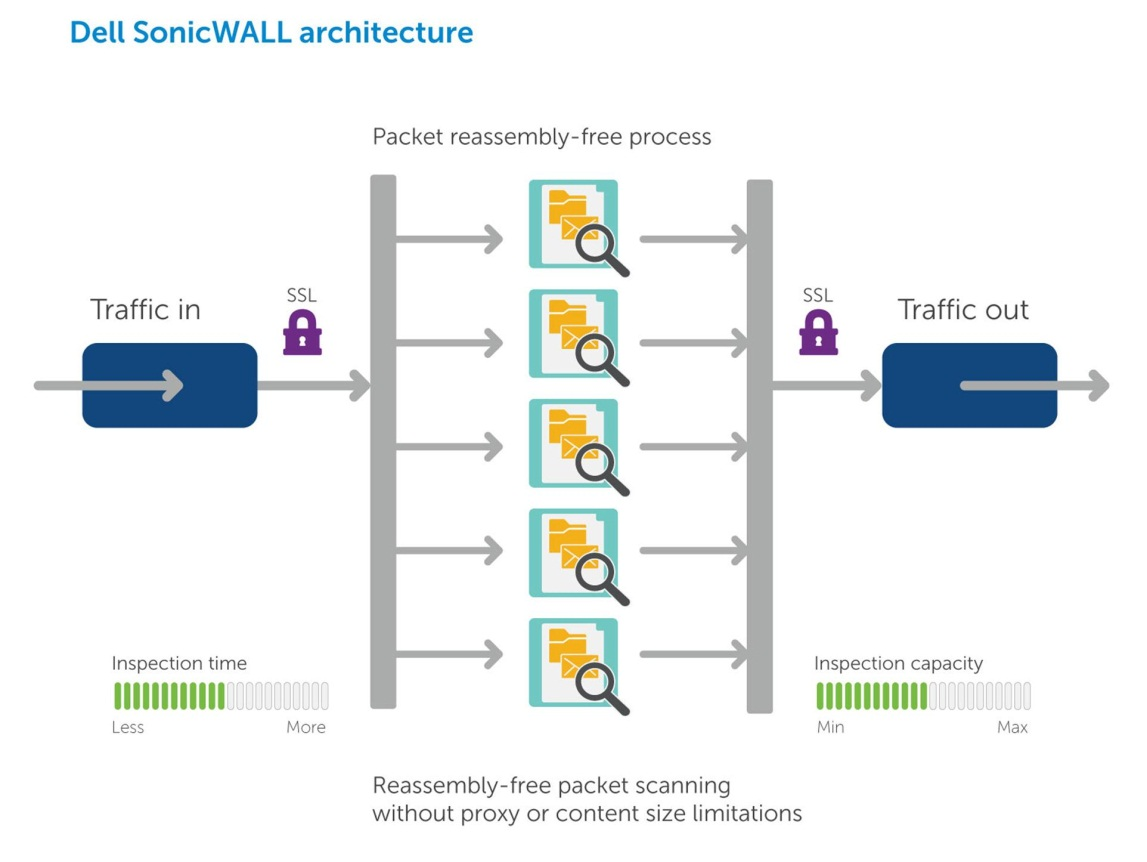 Dell SonicWALL architecture
Packet reassembly-free process
SSL
SSL
Traffic in
Traffic out
Inspection time
Less
More
Inspection capacity
Min
Max
Reassembly-free packet scanning
without proxy or content size limitations